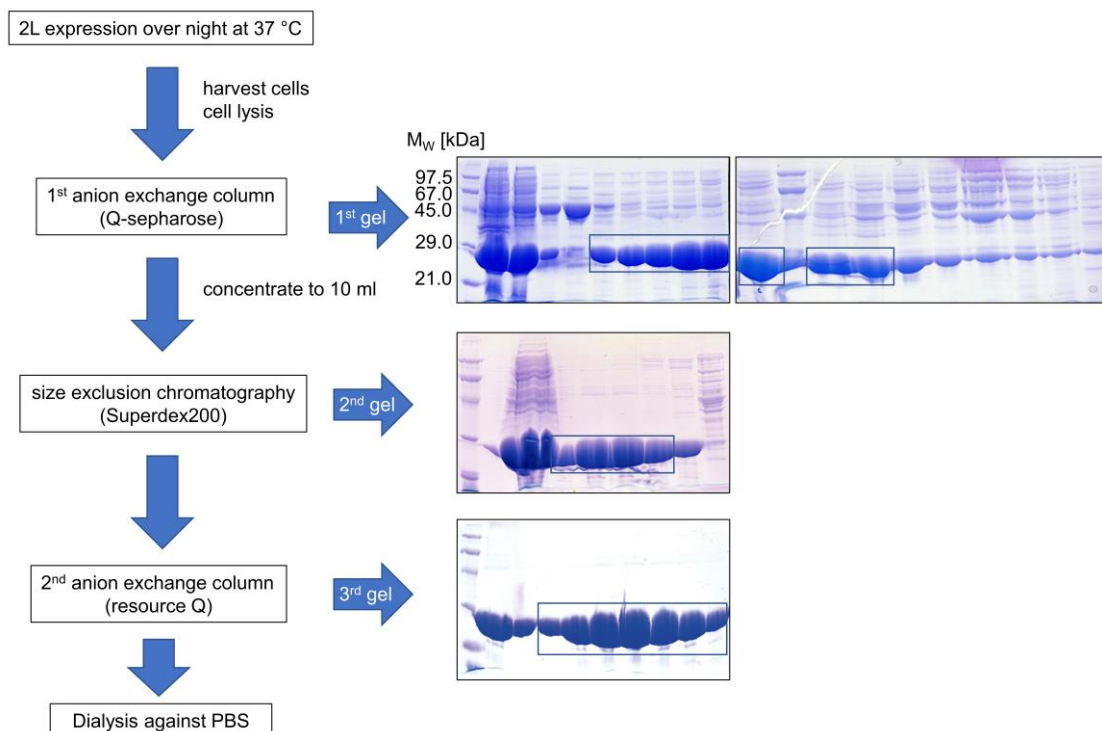 2L expression over night at 37 °C
harvest cells
cell lysis
M_W [kDa]
1st anion exchange column
(Q-sepharose)
1st gel
97.5
67.0
45.0
29.0
21.0
concentrate to 10 ml
size exclusion chromatography
(Superdex200)
2nd gel
2nd anion exchange column
(resource Q)
3rd gel
Dialysis against PBS